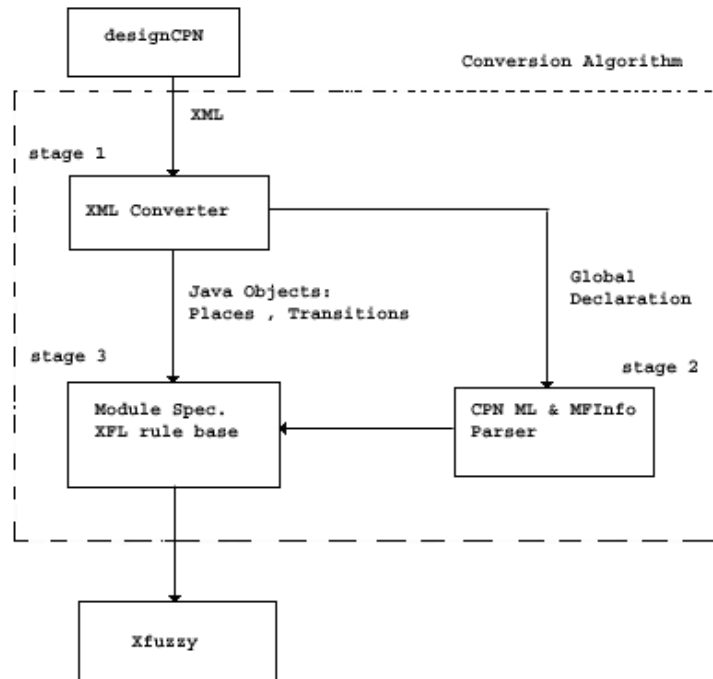 designCPN
Conversion Algorithm
XML
stage 1
XML Converter
Java Objects:
Places , Transitions
Global
Declaration
stage 3
stage 2
Module Spec.
XFL rule base
CPN ML & MFInfo
Parser
Xfuzzy